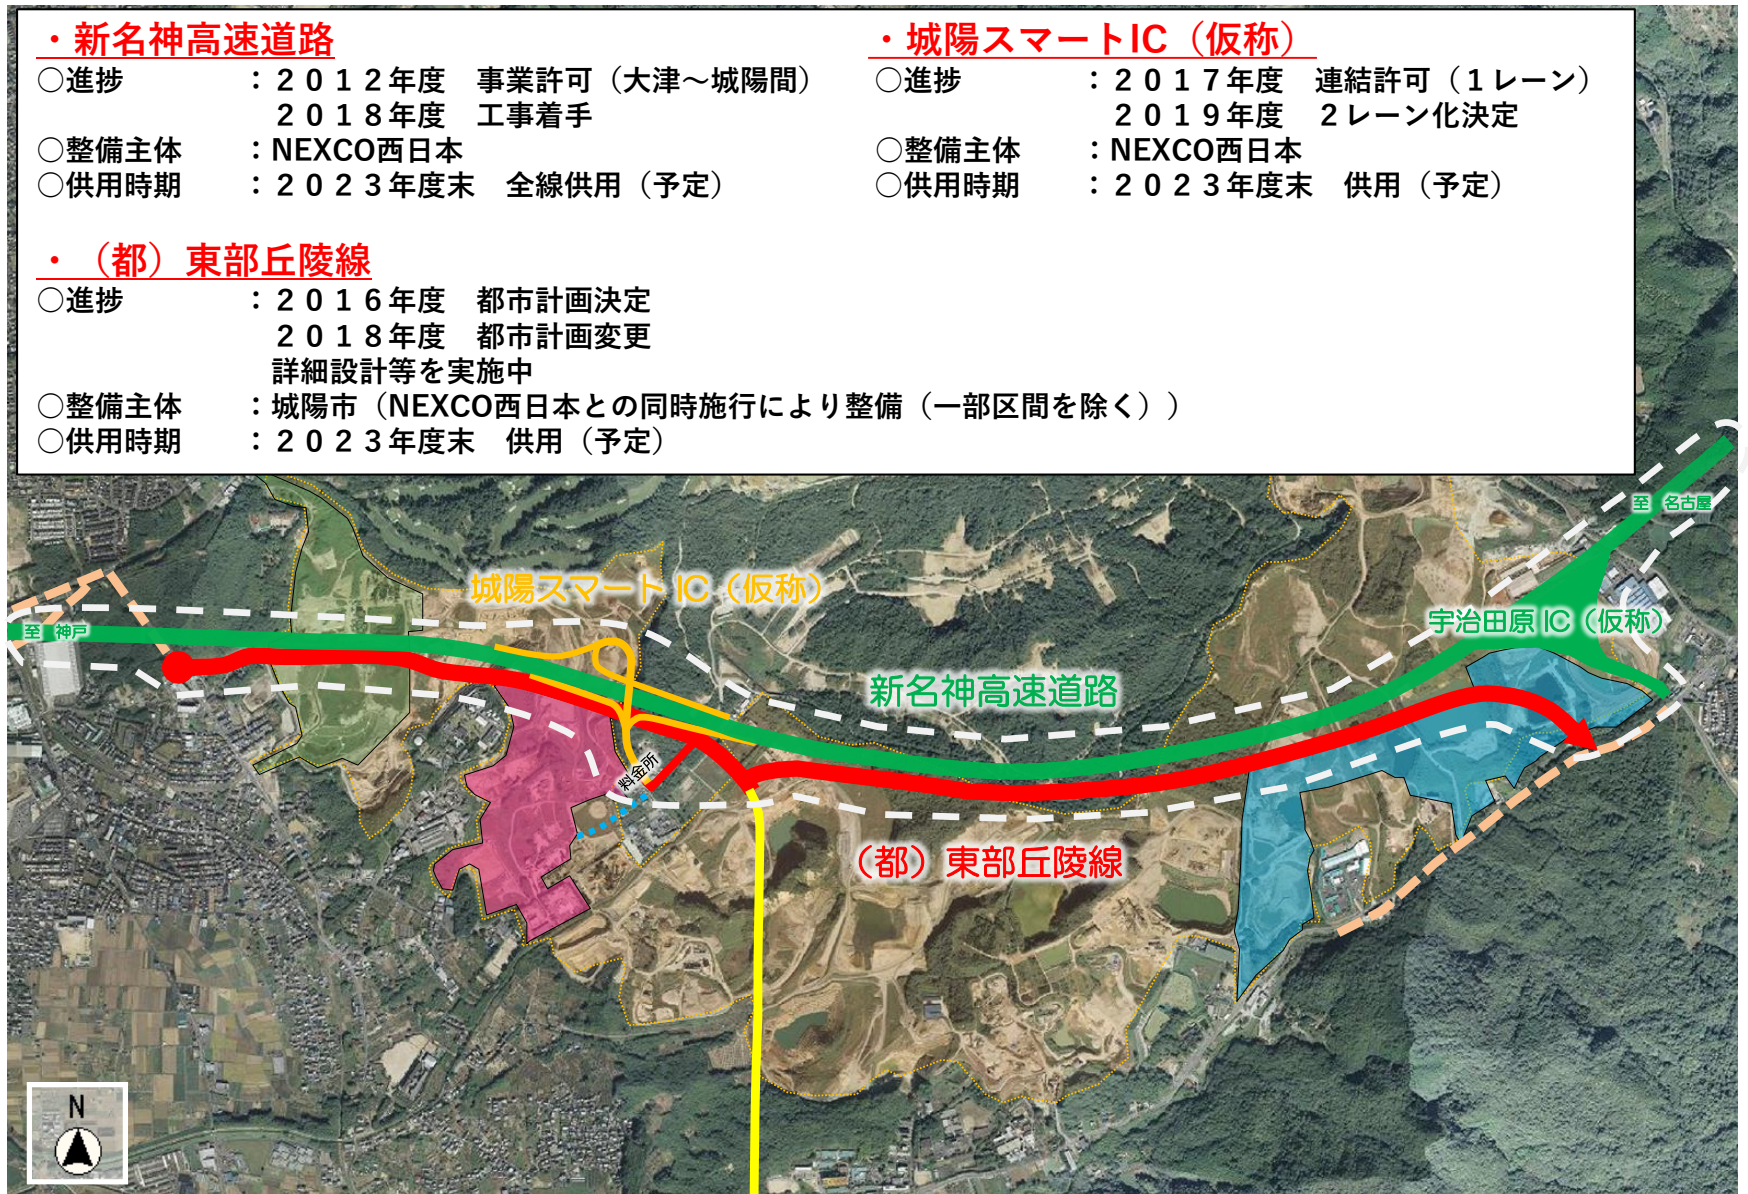 ・新名神高速道路
○進捗　：２０１２年度　事業許可（大津～城陽間）
２０１８年度　工事着手
○整備主体　：NEXCO西日本
○供用時期　：２０２３年度末　全線供用（予定）
・城陽スマートIC（仮称）
○進捗　：２０１７年度　連結許可（１レーン）
２０１９年度　２レーン化決定
○整備主体　：NEXCO西日本
○供用時期　：２０２３年度末　供用（予定）
・（都）東部丘陵線
○進捗　：２０１６年度　都市計画決定
２０１８年度　都市計画変更
詳細設計等を実施中
○整備主体　：城陽市（NEXCO西日本との同時施行により整備（一部区間を除く））
○供用時期　：２０２３年度末　供用（予定）
至　名古屋
城陽スマートIC（仮称）
宇治田原IC（仮称）
至　神戸
新名神高速道路
料金所
（都）東部丘陵線
N